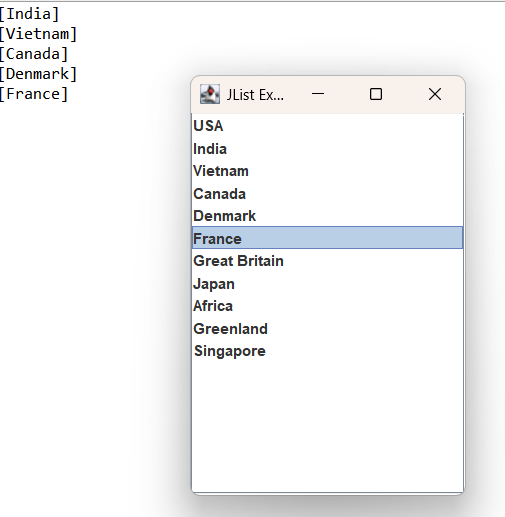 [India]
[Vietnam]
[Canada]
[Denmark]
[France]
JList Ex...
USA
India
Vietnam
Canada
Denmark
France
Great Britain
Japan
Africa
Greenland
Singapore